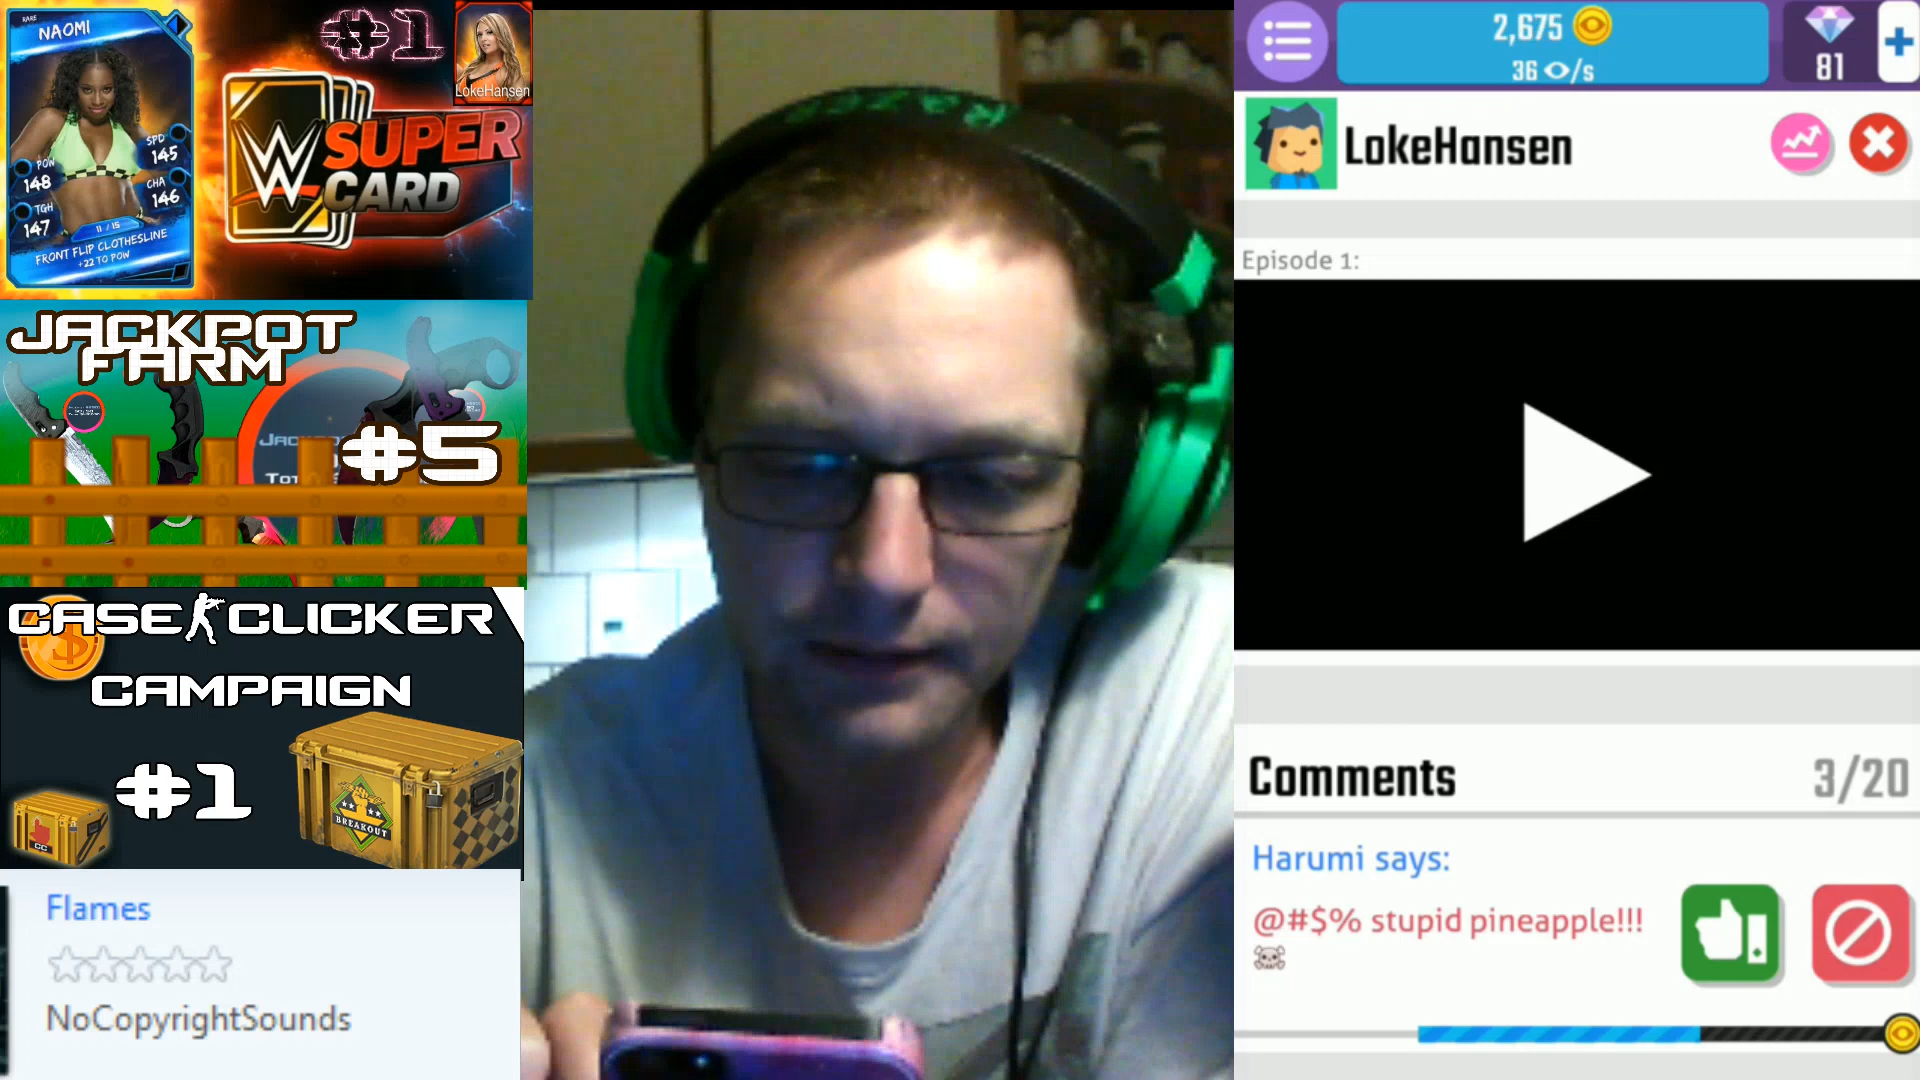 RARE
NAOMI
SPD
145
POW
148
CHA
146
TGH
147
11 / 15
FRONT FLIP CLOTHESLINE
+22 TO POW
#1
LokeHansen
W
SUPER
CARD
JACKPOT
FARM
#5
CASE CLICKER
CAMPAIGN
#1
CC
BREAKOUT
Flames
NoCopyrightSounds
2,675
36 /s
81
LokeHansen
Episode 1:
Comments 3/20
Harumi says:
@#$% stupid pineapple!!!